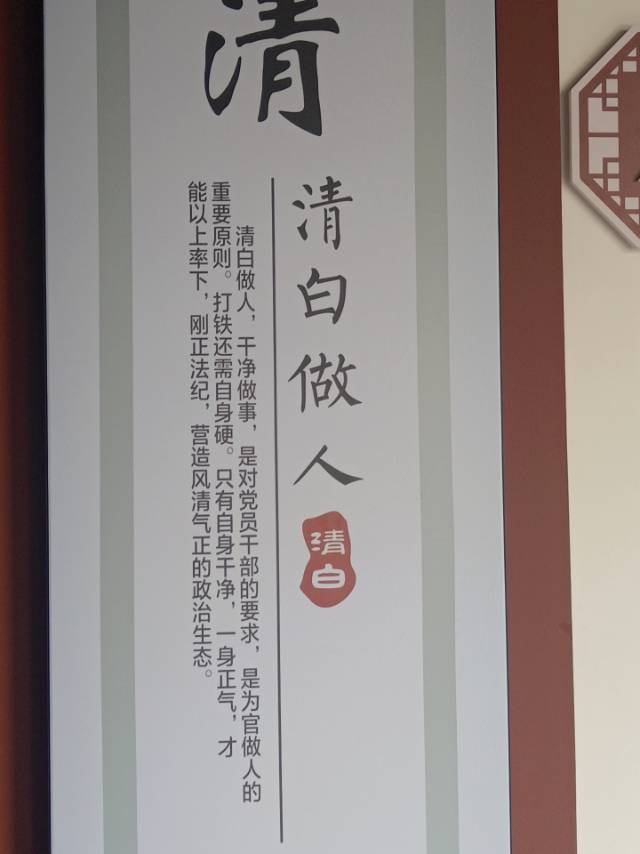 清
清白做人
清白
清白做人，干净做事，是对党员干部的要求，是为官做人的
重要原则。打铁还需自身硬。只有自身干净，一身正气，才
能以上率下，刚正法纪，营造风清气正的政治生态。